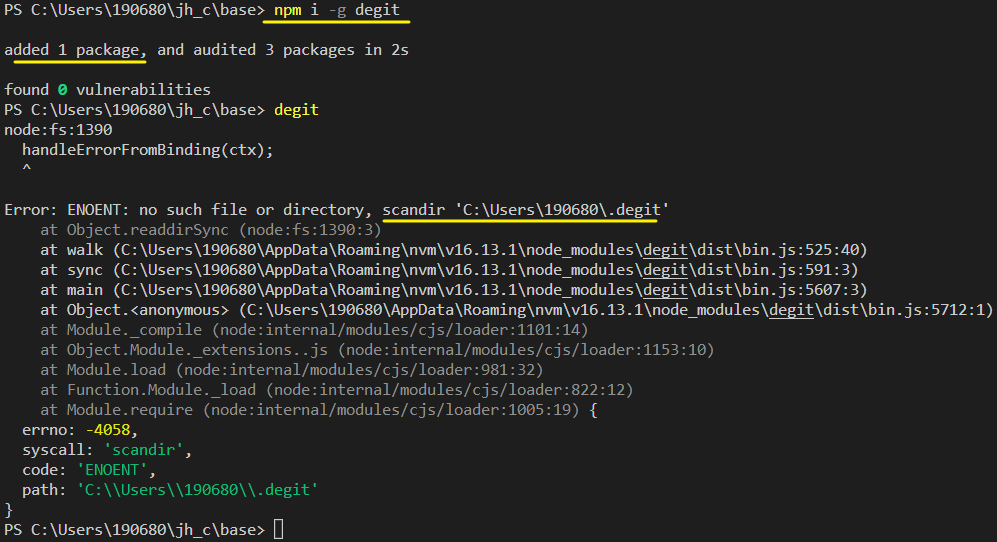 PS C:\Users\190680\jh_c\base> npm i -g degit
added 1 package, and audited 3 packages in 2s
found 0 vulnerabilities
PS C:\Users\190680\jh_c\base> degit
node:fs:1390
  handleErrorFromBinding(ctx);
  ^
Error: ENOENT: no such file or directory, scandir 'C:\Users\190680\.degit'
    at Object.readdirSync (node:fs:1390:3)
    at walk (C:\Users\190680\AppData\Roaming\nvm\v16.13.1\node_modules\degit\dist\bin.js:525:40)
    at sync (C:\Users\190680\AppData\Roaming\nvm\v16.13.1\node_modules\degit\dist\bin.js:591:3)
    at main (C:\Users\190680\AppData\Roaming\nvm\v16.13.1\node_modules\degit\dist\bin.js:5607:3)
    at Object.<anonymous> (C:\Users\190680\AppData\Roaming\nvm\v16.13.1\node_modules\degit\dist\bin.js:5712:1)
    at Module._compile (node:internal/modules/cjs/loader:1101:14)
    at Object.Module._extensions..js (node:internal/modules/cjs/loader:1153:10)
    at Module.load (node:internal/modules/cjs/loader:981:32)
    at Function.Module._load (node:internal/modules/cjs/loader:822:12)
    at Module.require (node:internal/modules/cjs/loader:1005:19) {
  errno: -4058,
  syscall: 'scandir',
  code: 'ENOENT',
  path: 'C:\\Users\\190680\\.degit'
}
PS C:\Users\190680\jh_c\base>